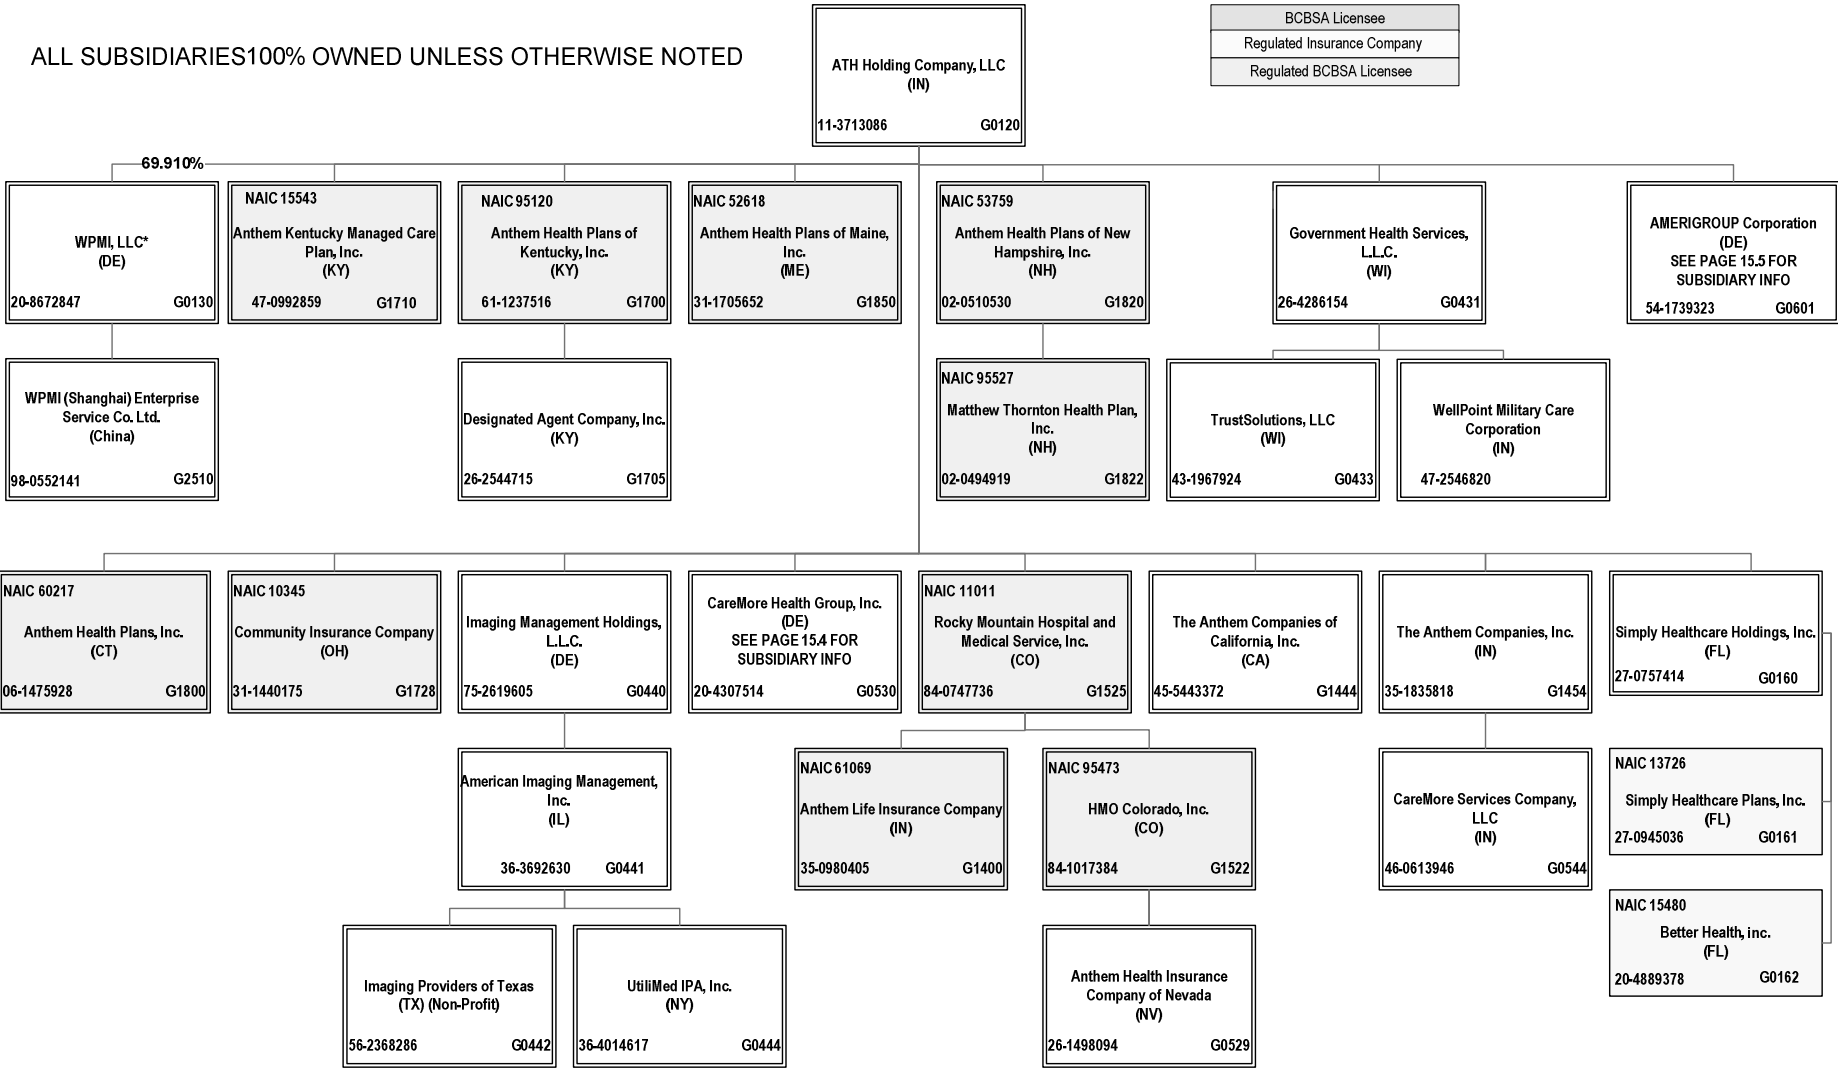 ALL SUBSIDIARIES100% OWNED UNLESS OTHERWISE NOTED
ATH Holding Company, LLC
(IN)
11-3713086 G0120
BCBSA Licensee
Regulated Insurance Company
Regulated BCBSA Licensee
69.910%
WPMI, LLC*
(DE)
20-8672847 G0130
NAIC 15543
Anthem Kentucky Managed Care
Plan, Inc.
(KY)
47-0992859 G1710
NAIC 95120
Anthem Health Plans of
Kentucky, Inc.
(KY)
61-1237516 G1700
NAIC 52618
Anthem Health Plans of Maine,
Inc.
(ME)
31-1705652 G1850
NAIC 53759
Anthem Health Plans of New
Hampshire, Inc.
(NH)
02-0510530 G1820
Government Health Services,
L.L.C.
(WI)
26-4286154 G0431
AMERIGROUP Corporation
(DE)
SEE PAGE 15.5 FOR
SUBSIDIARY INFO
54-1739323 G0601
WPMI (Shanghai) Enterprise
Service Co. Ltd.
(China)
98-0552141 G2510
Designated Agent Company, Inc.
(KY)
26-2544715 G1705
NAIC 95527
Matthew Thornton Health Plan,
Inc.
(NH)
02-0494919 G1822
TrustSolutions, LLC
(WI)
43-1967924 G0433
WellPoint Military Care
Corporation
(IN)
47-2546820
NAIC 60217
Anthem Health Plans, Inc.
(CT)
06-1475928 G1800
NAIC 10345
Community Insurance Company
(OH)
31-1440175 G1728
Imaging Management Holdings,
L.L.C.
(DE)
75-2619605 G0440
CareMore Health Group, Inc.
(DE)
SEE PAGE 15.4 FOR
SUBSIDIARY INFO
20-4307514 G0530
NAIC 11011
Rocky Mountain Hospital and
Medical Service, Inc.
(CO)
84-0747736 G1525
The Anthem Companies of
California, Inc.
(CA)
45-5443372 G1444
The Anthem Companies, Inc.
(IN)
35-1835818 G1454
Simply Healthcare Holdings, Inc.
(FL)
27-0757414 G0160
American Imaging Management,
Inc.
(IL)
36-3692630 G0441
NAIC 61069
Anthem Life Insurance Company
(IN)
35-0980405 G1400
NAIC 95473
HMO Colorado, Inc.
(CO)
84-1017384 G1522
CareMore Services Company,
LLC
(IN)
46-0613946 G0544
NAIC 13726
Simply Healthcare Plans, Inc.
(FL)
27-0945036 G0161
NAIC 15480
Better Health, inc.
(FL)
20-4889378 G0162
Imaging Providers of Texas
(TX) (Non-Profit)
56-2368286 G0442
UtiliMed IPA, Inc.
(NY)
36-4014617 G0444
Anthem Health Insurance
Company of Nevada
(NV)
26-1498094 G0529